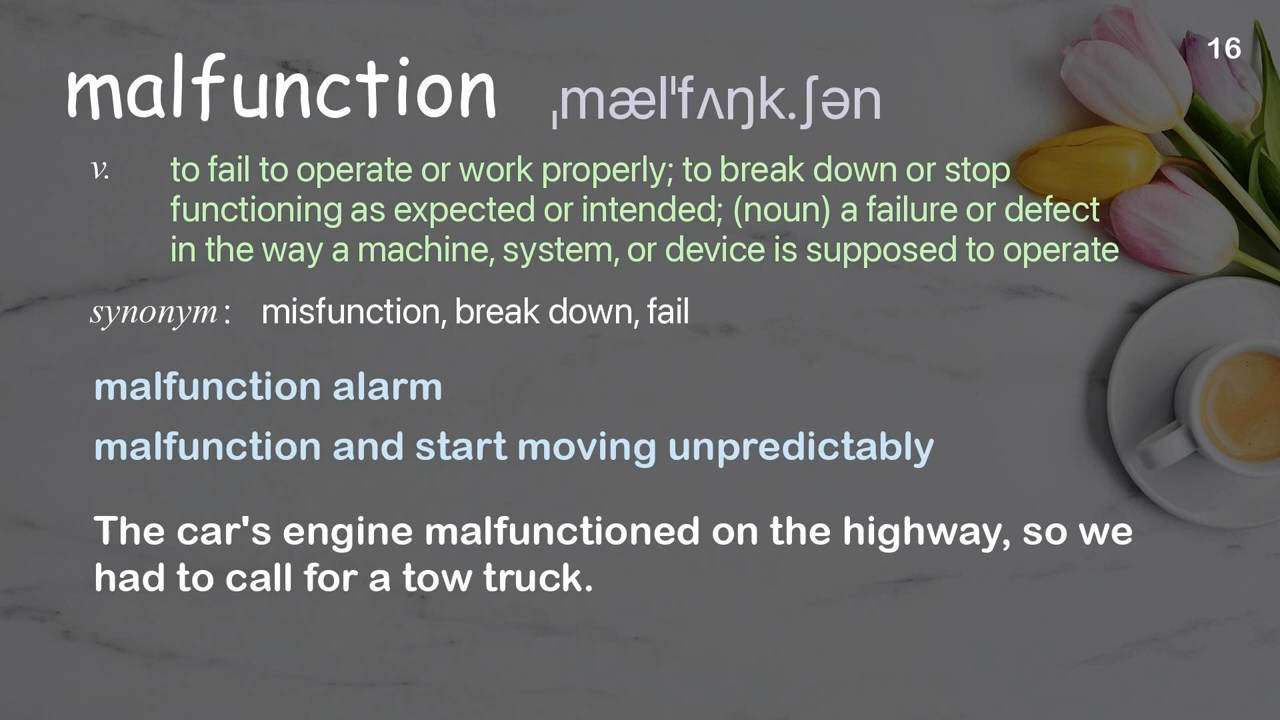 16
malfunction ˌmælˈfʌŋk.ʃən
v. to fail to operate or work properly; to break down or stop
functioning as expected or intended; (noun) a failure or defect
in the way a machine, system, or device is supposed to operate
synonym: misfunction, break down, fail
malfunction alarm
malfunction and start moving unpredictably
The car's engine malfunctioned on the highway, so we
had to call for a tow truck.